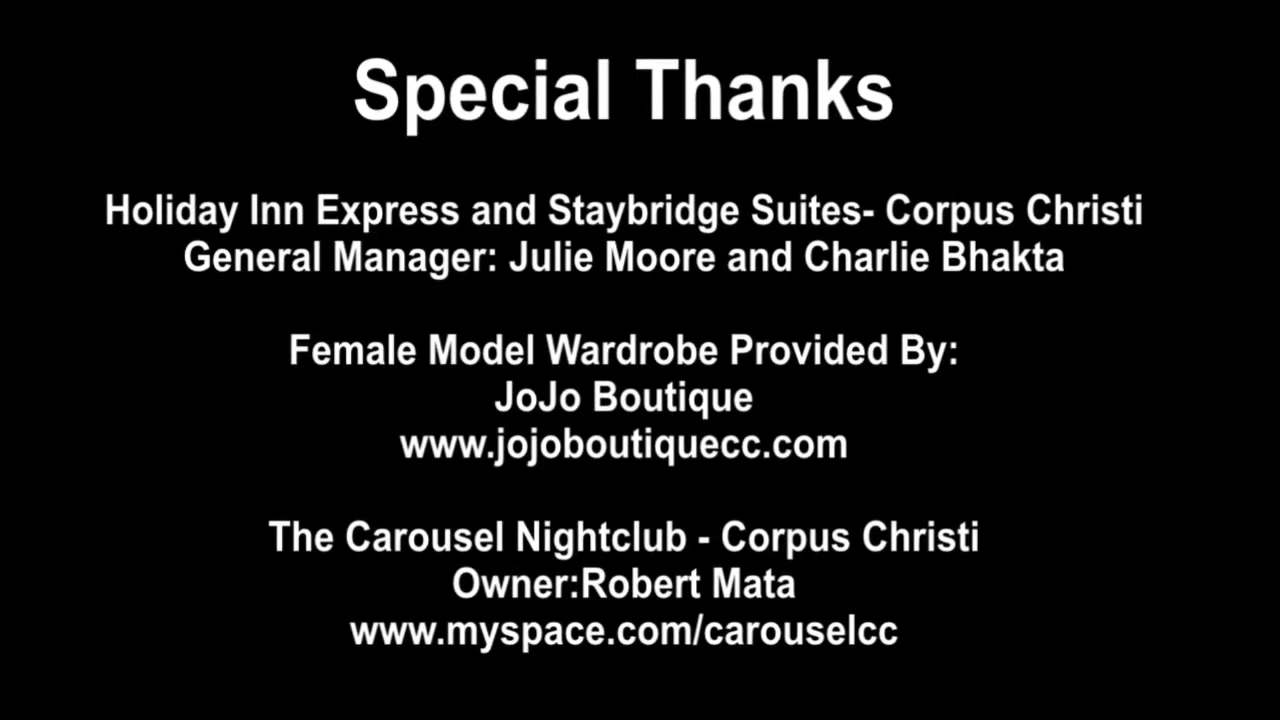 Special Thanks
Holiday Inn Express and Staybridge Suites- Corpus Christi
General Manager: Julie Moore and Charlie Bhakta
Female Model Wardrobe Provided By:
JoJo Boutique
www.jojoboutiquecc.com
The Carousel Nightclub - Corpus Christi
Owner:Robert Mata
www.myspace.com/carouselcc